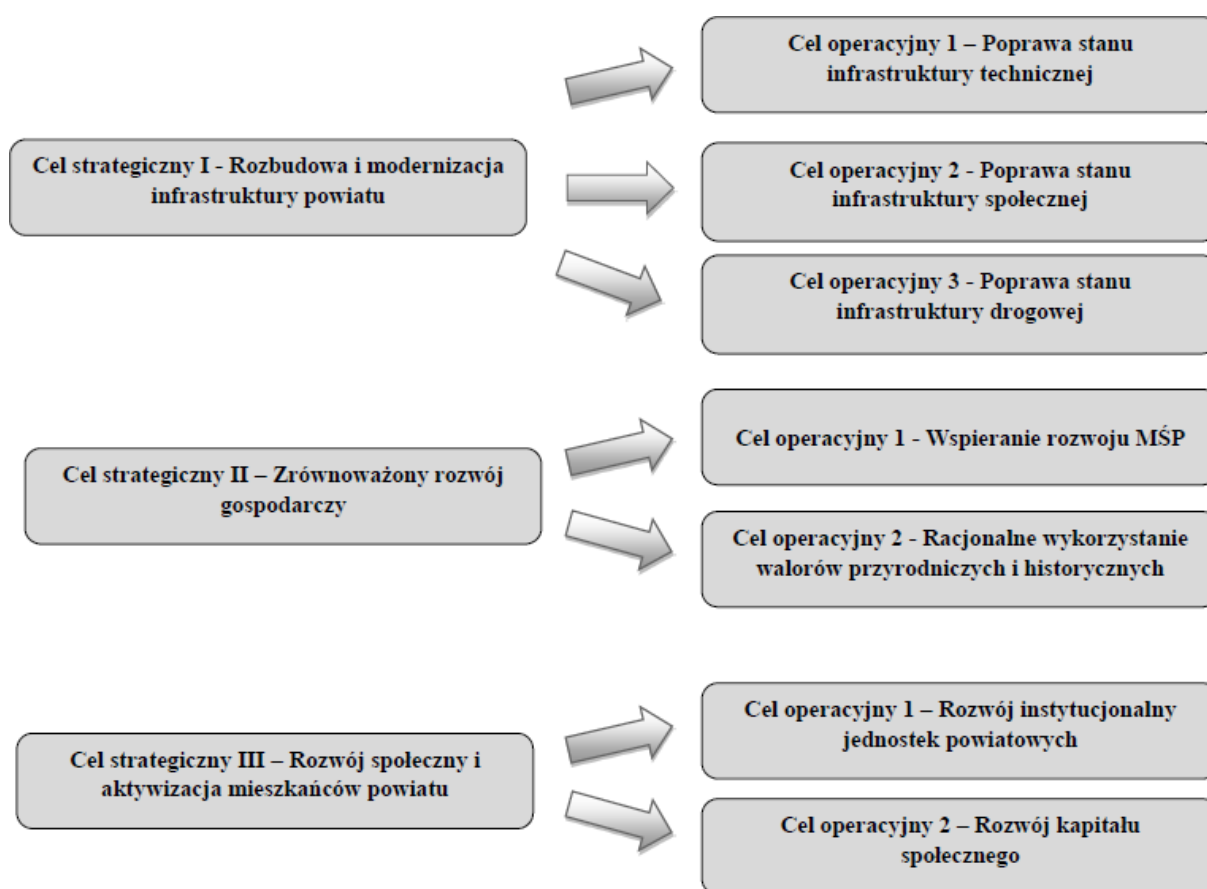 Cel strategiczny I - Rozbudowa i modernizacja
infrastruktury powiatu
Cel operacyjny 1 – Poprawa stanu
infrastruktury technicznej
Cel operacyjny 2 - Poprawa stanu
infrastruktury społecznej
Cel operacyjny 3 - Poprawa stanu
infrastruktury drogowej
Cel strategiczny II – Zrównoważony rozwój
gospodarczy
Cel operacyjny 1 - Wspieranie rozwoju MŚP
Cel operacyjny 2 - Racjonalne wykorzystanie
walorów przyrodniczych i historycznych
Cel strategiczny III – Rozwój społeczny i
aktywizacja mieszkańców powiatu
Cel operacyjny 1 – Rozwój instytucjonalny
jednostek powiatowych
Cel operacyjny 2 – Rozwój kapitału
społecznego